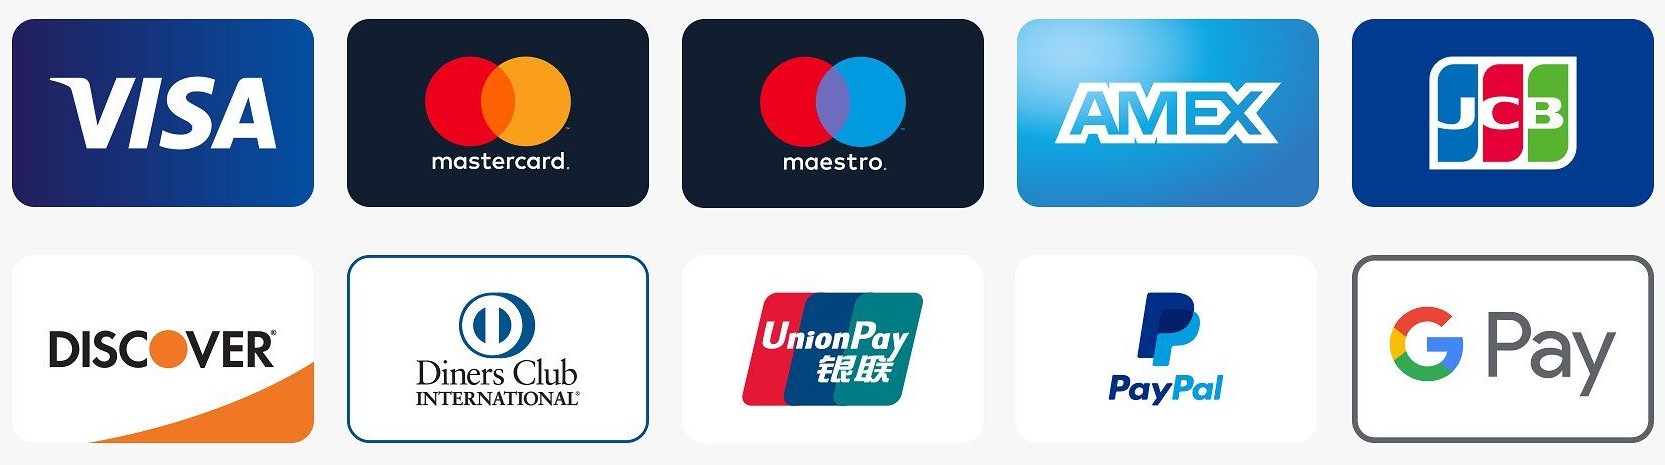 VISA
mastercard.
maestro.
AMEX
JCB
DISCOVER®
Diners Club
INTERNATIONAL®
UnionPay
银联
PayPal
G Pay